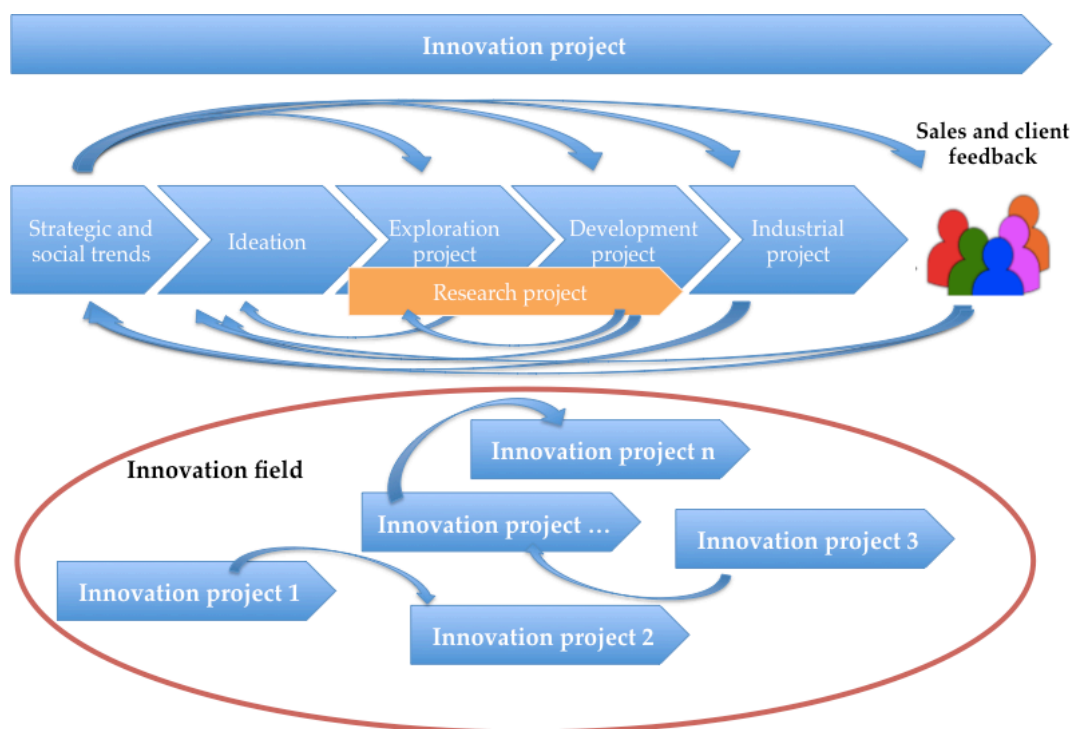 Innovation project
Sales and client
feedback
Strategic and
social trends
Ideation
Exploration
project
Development
project
Industrial
project
Research project
Innovation field
Innovation project n
Innovation project …
Innovation project 3
Innovation project 1
Innovation project 2